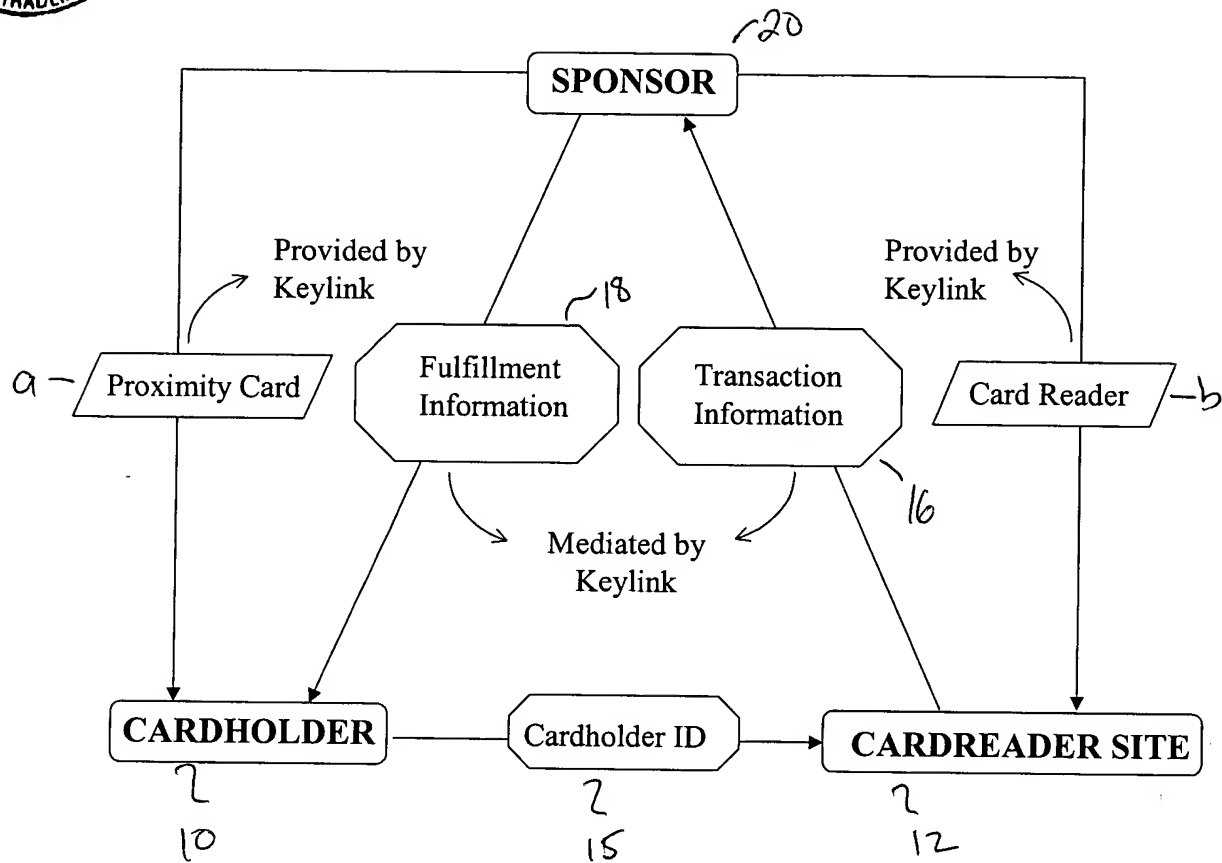 20
SPONSOR
Provided by
Keylink
Provided by
Keylink
18
Fulfillment
Information
Transaction
Information
a
Proximity Card
Card Reader
b
16
Mediated by
Keylink
CARDHOLDER
Cardholder ID
CARDREADER SITE
10
15
12